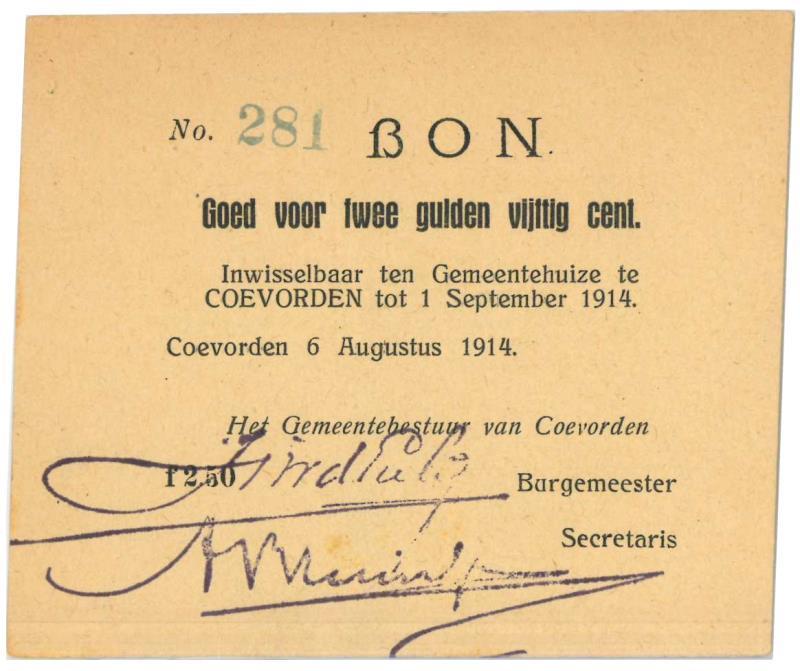 No. 281 BON.
Goed voor twee gulden vijftig cent.
Inwisselbaar ten Gemeentehuize te
COEVORDEN tot 1 September 1914.
Coevorden 6 Augustus 1914.
Het Gemeentebestuur van Coevorden
f 2.50
Burgemeester
Secretaris